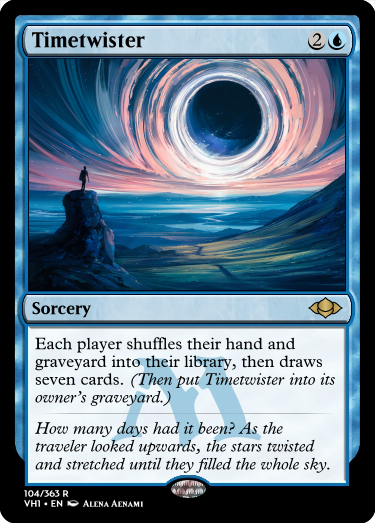 Timetwister 2
Sorcery
Each player shuffles their hand and
graveyard into their library, then draws
seven cards. (Then put Timetwister into its
owner's graveyard.)
How many days had it been? As the
traveler looked upwards, the stars twisted
and stretched until they filled the whole sky.
104/363 R
VH1 • EN Alena Aenami